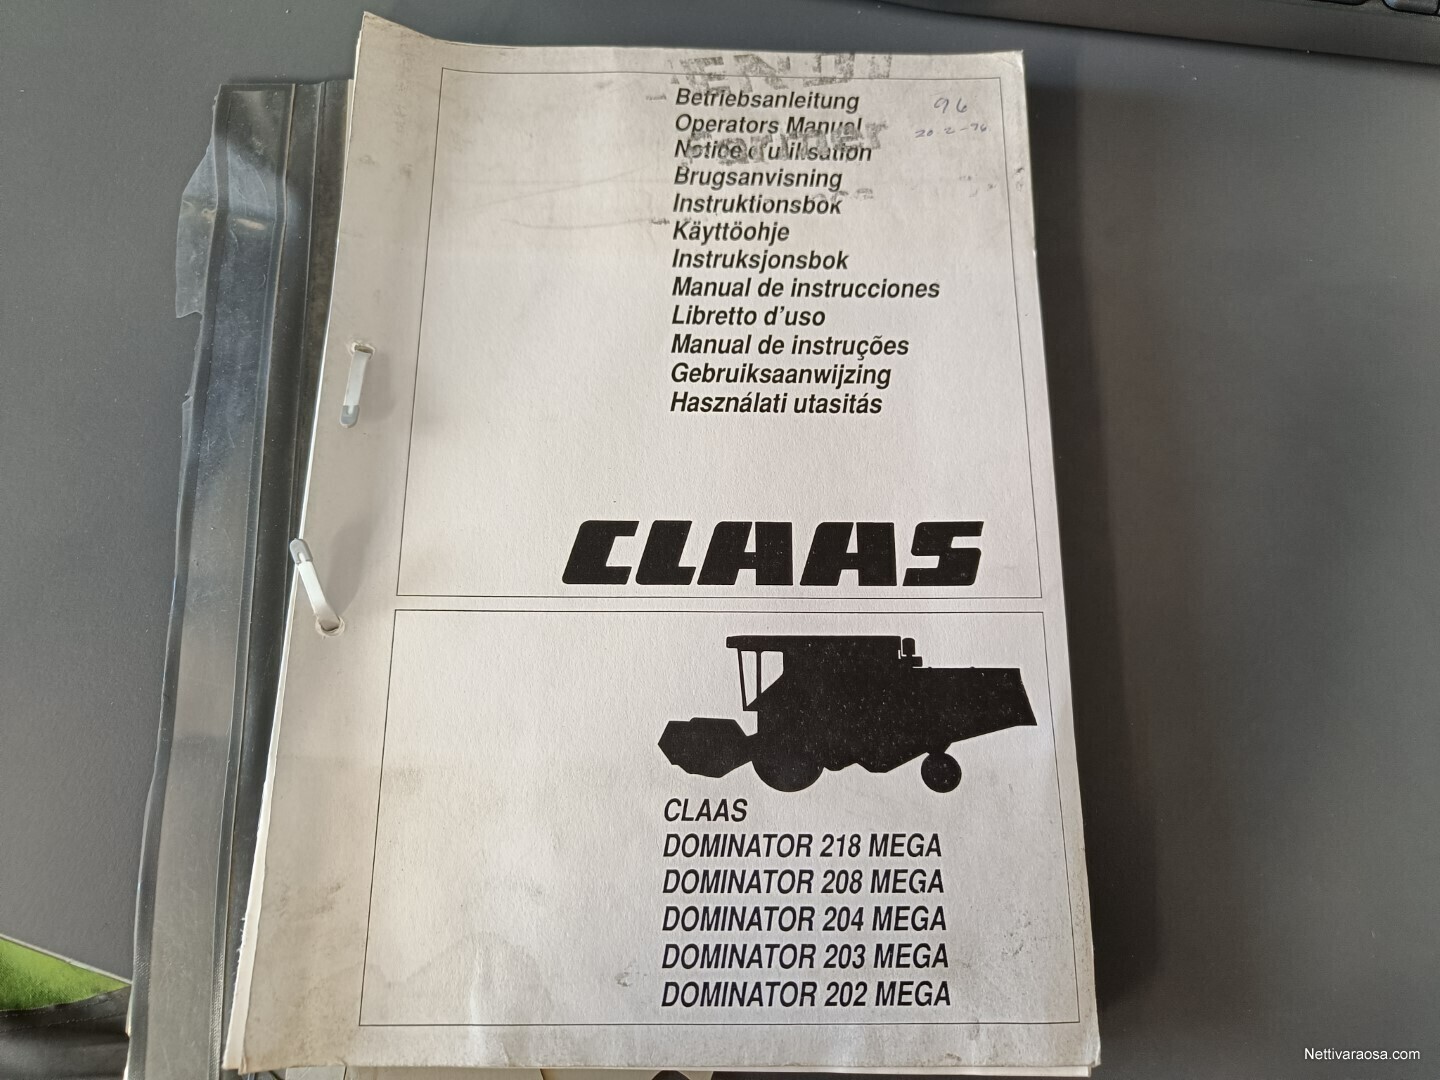 Betriebsanleitung
Operators Manual
Notice d'utilisation
Brugsanvisning
Instruktionsbok
Käyttöohje
Instruksjonsbok
Manual de instrucciones
Libretto d'uso
Manual de instruções
Gebruiksaanwijzing
Használati utasitás
96
CLAAS
CLAAS
DOMINATOR 218 MEGA
DOMINATOR 208 MEGA
DOMINATOR 204 MEGA
DOMINATOR 203 MEGA
DOMINATOR 202 MEGA
Nettivaraosa.com